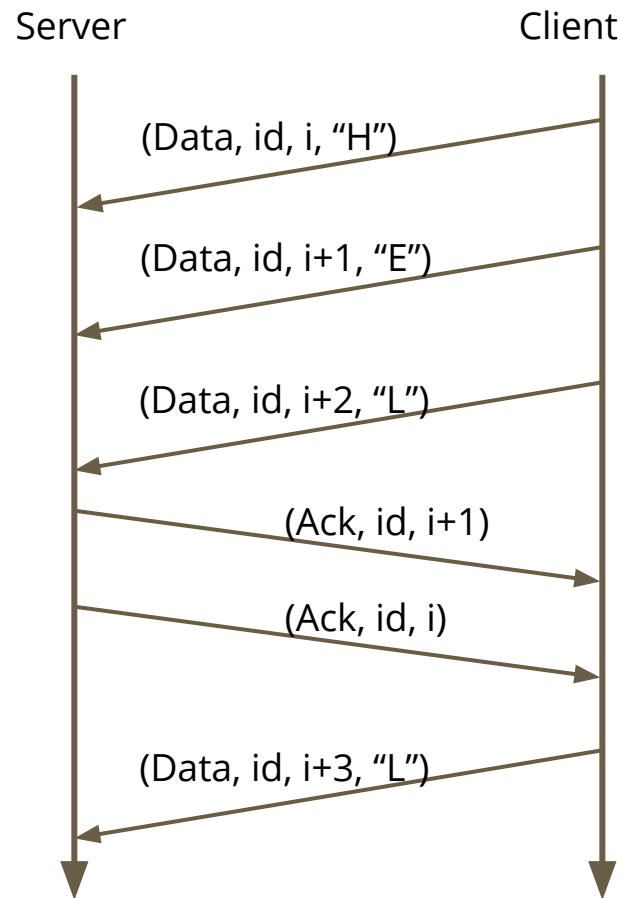 Server
Client
(Data, id, i, “H”)
(Data, id, i+1, “E”)
(Data, id, i+2, “L”)
(Ack, id, i+1)
(Ack, id, i)
(Data, id, i+3, “L”)